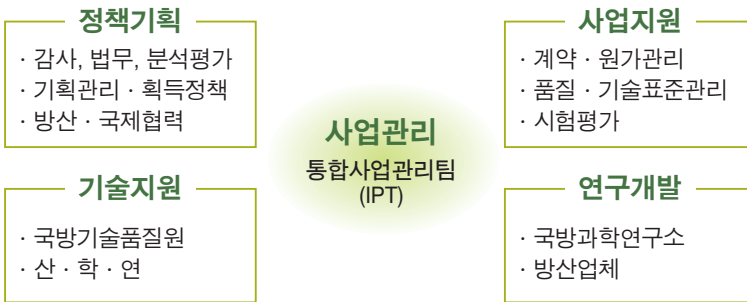 정책기획
· 감사, 법무, 분석평가
· 기획관리 · 획득정책
· 방산 · 국제협력
사업지원
· 계약 · 원가관리
· 품질 · 기술표준관리
· 시험평가
사업관리
통합사업관리팀
(IPT)
기술지원
· 국방기술품질원
· 산 · 학 · 연
연구개발
· 국방과학연구소
· 방산업체